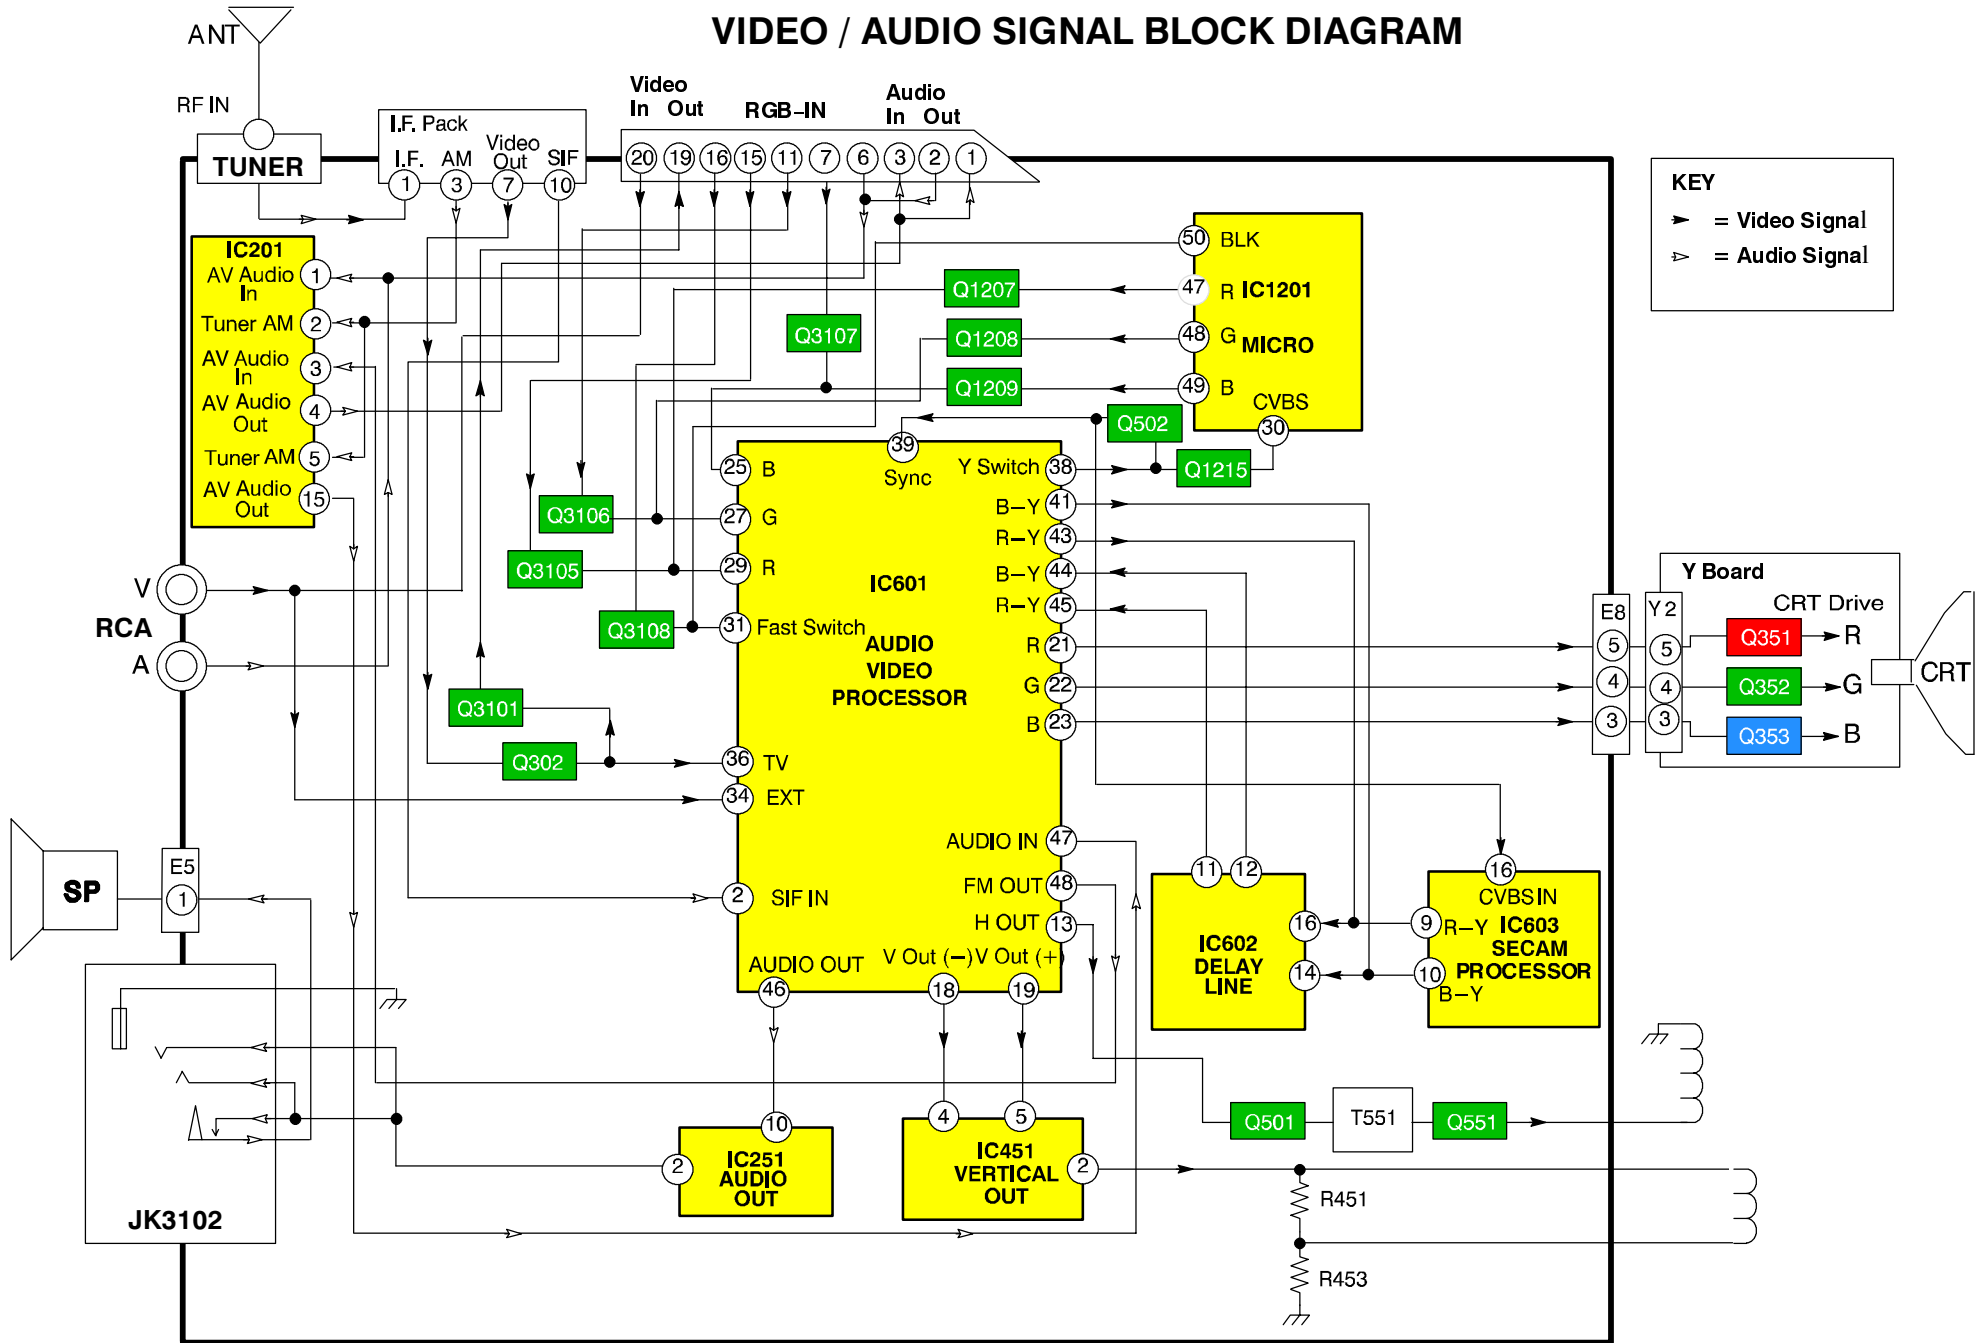 VIDEO / AUDIO SIGNAL BLOCK DIAGRAM
ANT
RF IN
TUNER
I.F. Pack
I.F. AM Video Out SIF
1 3 7 10
Video
In Out
RGB-IN
Audio
In Out
20 19 16 15 11 7 6 3 2 1
KEY
= Video Signal
= Audio Signal
IC201
AV Audio In 1
Tuner AM 2
AV Audio In 3
AV Audio Out 4
Tuner AM 5
AV Audio Out 15
50 BLK
47 R
IC1201
48 G
MICRO
49 B
CVBS
30
Q1207
Q1208
Q1209
Q3107
Q502
Q1215
Q3106
Q3105
Q3108
Q3101
Q302
39
Sync
25 B
27 G
29 R
31 Fast Switch
36 TV
34 EXT
2 SIF IN
IC601
AUDIO
VIDEO
PROCESSOR
Y Switch 38
B-Y 41
R-Y 43
B-Y 44
R-Y 45
R 21
G 22
B 23
AUDIO IN 47
FM OUT 48
H OUT 13
AUDIO OUT
46
V Out (-) V Out (+)
18 19
V
RCA
A
SP
E5
1
JK3102
E8
5
4
3
Y2
5
4
3
Y Board
CRT Drive
Q351 R
Q352 G
Q353 B
CRT
11 12
16
14
IC602
DELAY
LINE
16
CVBS IN
9 R-Y
10 B-Y
IC603
SECAM
PROCESSOR
10
2
IC251
AUDIO
OUT
4 5
2
IC451
VERTICAL
OUT
Q501
T551
Q551
R451
R453